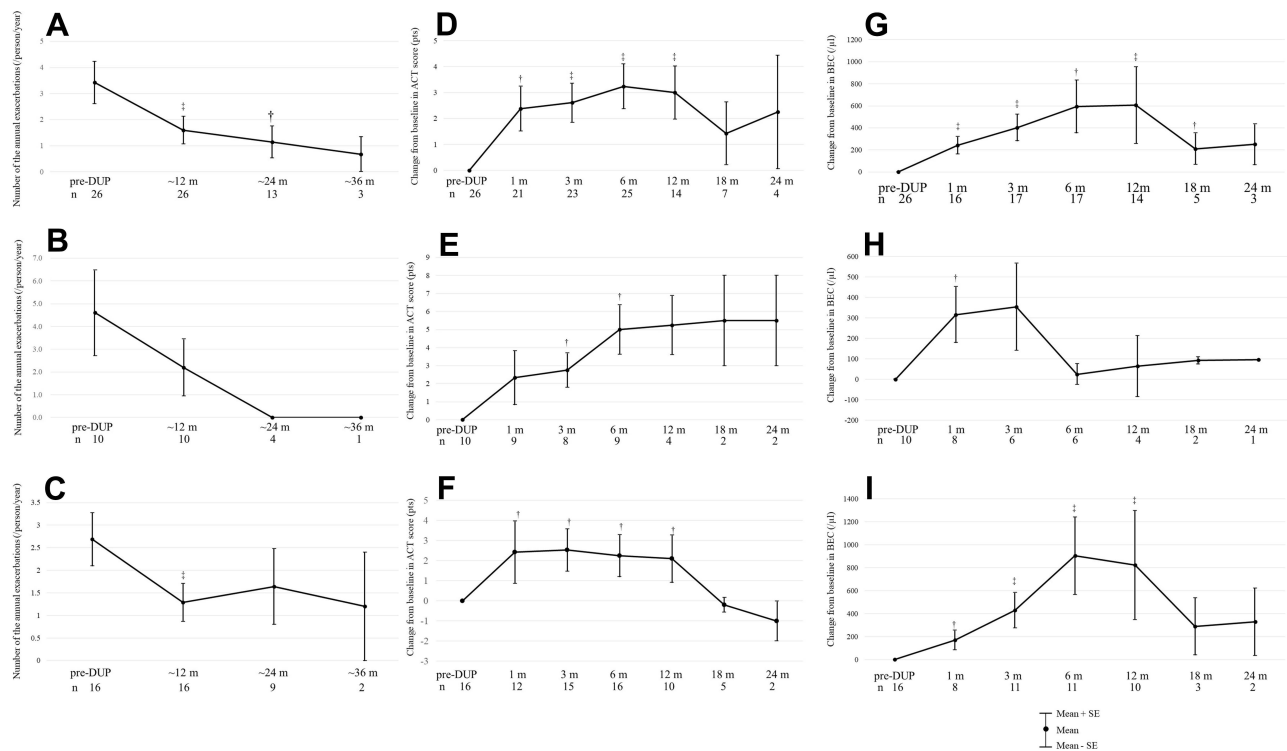 A
Number of the annual exacerbations (/person/year)
5
4
3
2
1
0
‡
†
pre-DUP ~12 m ~24 m ~36 m
n 26 26 13 3
D
Change from baseline in ACT score (pts)
5
4
3
2
1
0
† ‡ ‡ ‡
pre-DUP 1 m 3 m 6 m 12 m 18 m 24 m
n 26 21 23 25 14 7 4
G
Change from baseline in BEC (/μl)
1200
1000
800
600
400
200
0
‡ ‡ † ‡ †
pre-DUP 1 m 3 m 6 m 12m 18 m 24 m
n 26 16 17 17 14 5 3
B
Number of the annual exacerbations (/person/year)
7.0
6.0
5.0
4.0
3.0
2.0
1.0
0.0
pre-DUP ~12 m ~24 m ~36 m
n 10 10 4 1
E
Change from baseline in ACT score (pts)
9
8
7
6
5
4
3
2
1
0
† †
pre-DUP 1 m 3 m 6 m 12 m 18 m 24 m
n 10 9 8 9 4 2 2
H
Change from baseline in BEC (/μl)
600
500
400
300
200
100
0
-100
-200
†
pre-DUP 1 m 3 m 6 m 12 m 18 m 24 m
n 10 8 6 6 4 2 1
C
Number of the annual exacerbations (/person/year)
3.5
3
2.5
2
1.5
1
0.5
0
‡
pre-DUP ~12 m ~24 m ~36 m
n 16 16 9 2
F
Change from baseline in ACT score (pts)
5
4
3
2
1
0
-1
-2
-3
† † † †
pre-DUP 1 m 3 m 6 m 12 m 18 m 24 m
n 16 12 15 16 10 5 2
I
Change from baseline in BEC (/μl)
1400
1200
1000
800
600
400
200
0
† ‡ ‡ ‡
pre-DUP 1 m 3 m 6 m 12 m 18 m 24 m
n 16 8 11 11 10 3 2
Mean + SE
Mean
Mean - SE